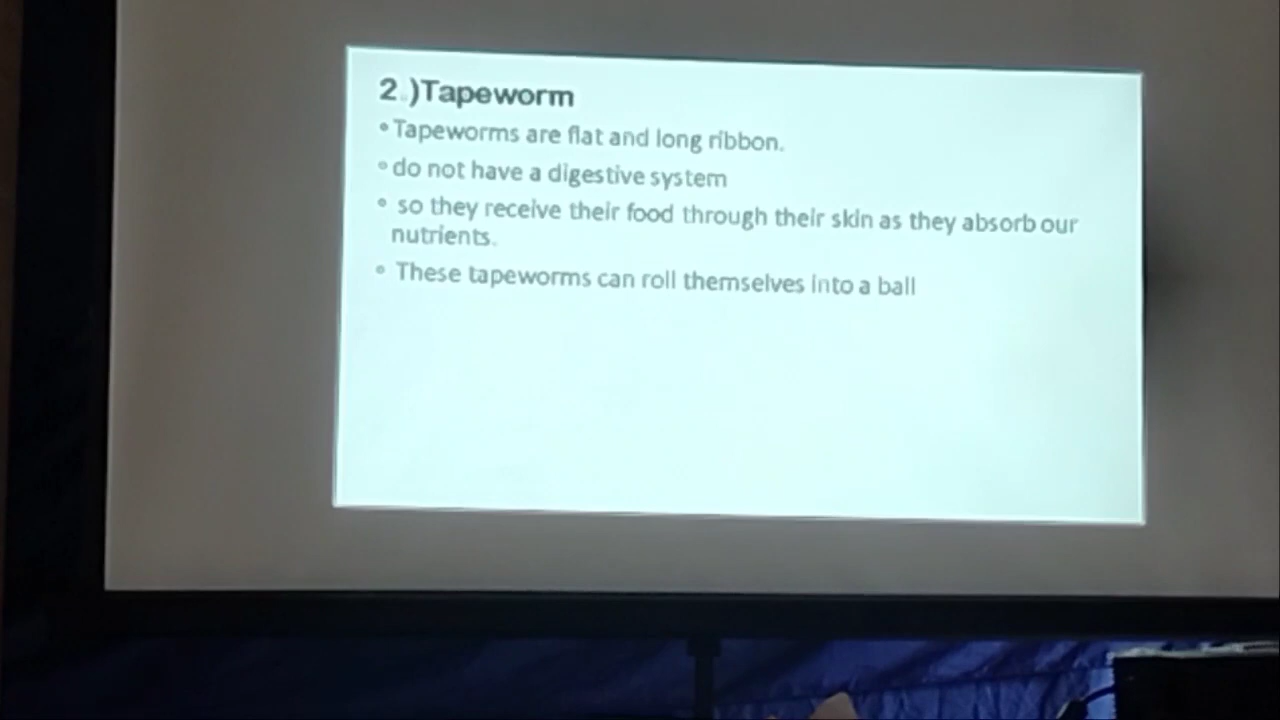 2.)Tapeworm
•Tapeworms are flat and long ribbon.
•do not have a digestive system
• so they receive their food through their skin as they absorb our
nutrients.
• These tapeworms can roll themselves into a ball